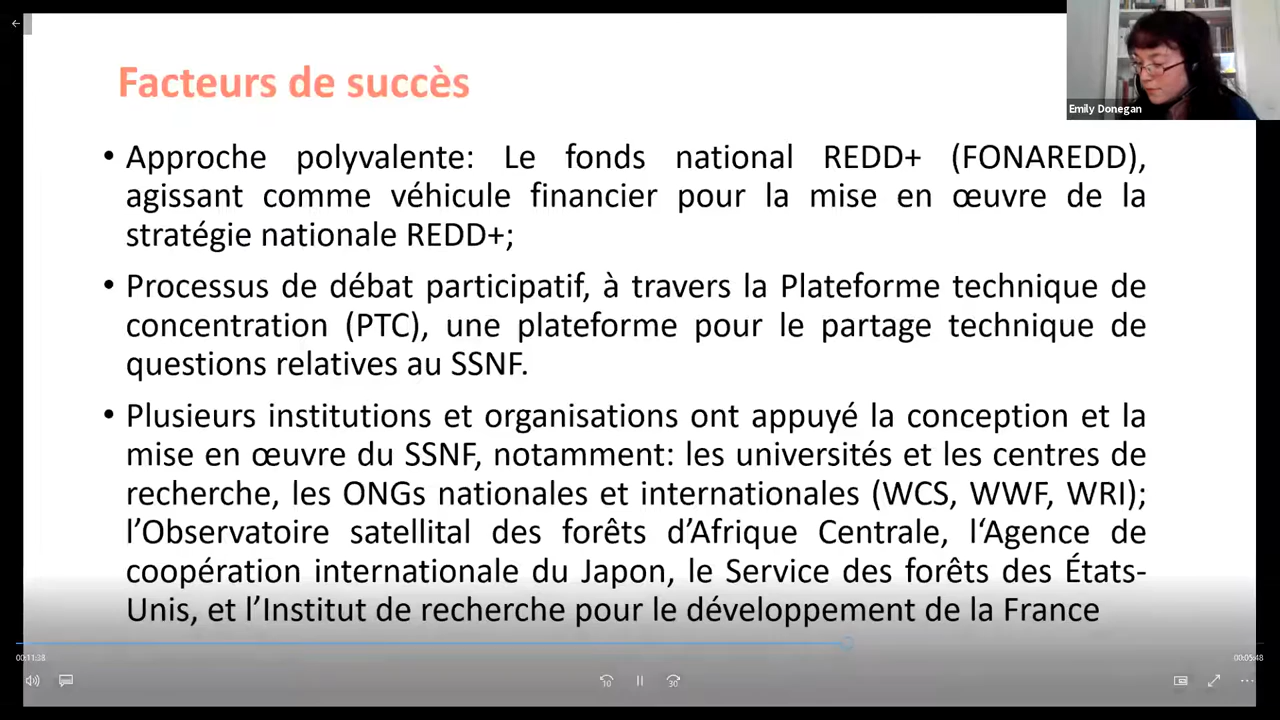 Facteurs de succès
Emily Donegan
• Approche polyvalente: Le fonds national REDD+ (FONAREDD),
agissant comme véhicule financier pour la mise en œuvre de la
stratégie nationale REDD+;
• Processus de débat participatif, à travers la Plateforme technique de
concentration (PTC), une plateforme pour le partage technique de
questions relatives au SSNF.
• Plusieurs institutions et organisations ont appuyé la conception et la
mise en œuvre du SSNF, notamment: les universités et les centres de
recherche, les ONGs nationales et internationales (WCS, WWF, WRI);
l’Observatoire satellital des forêts d’Afrique Centrale, l‘Agence de
coopération internationale du Japon, le Service des forêts des États-
Unis, et l’Institut de recherche pour le développement de la France
00:11:38
00:05:48
10
30